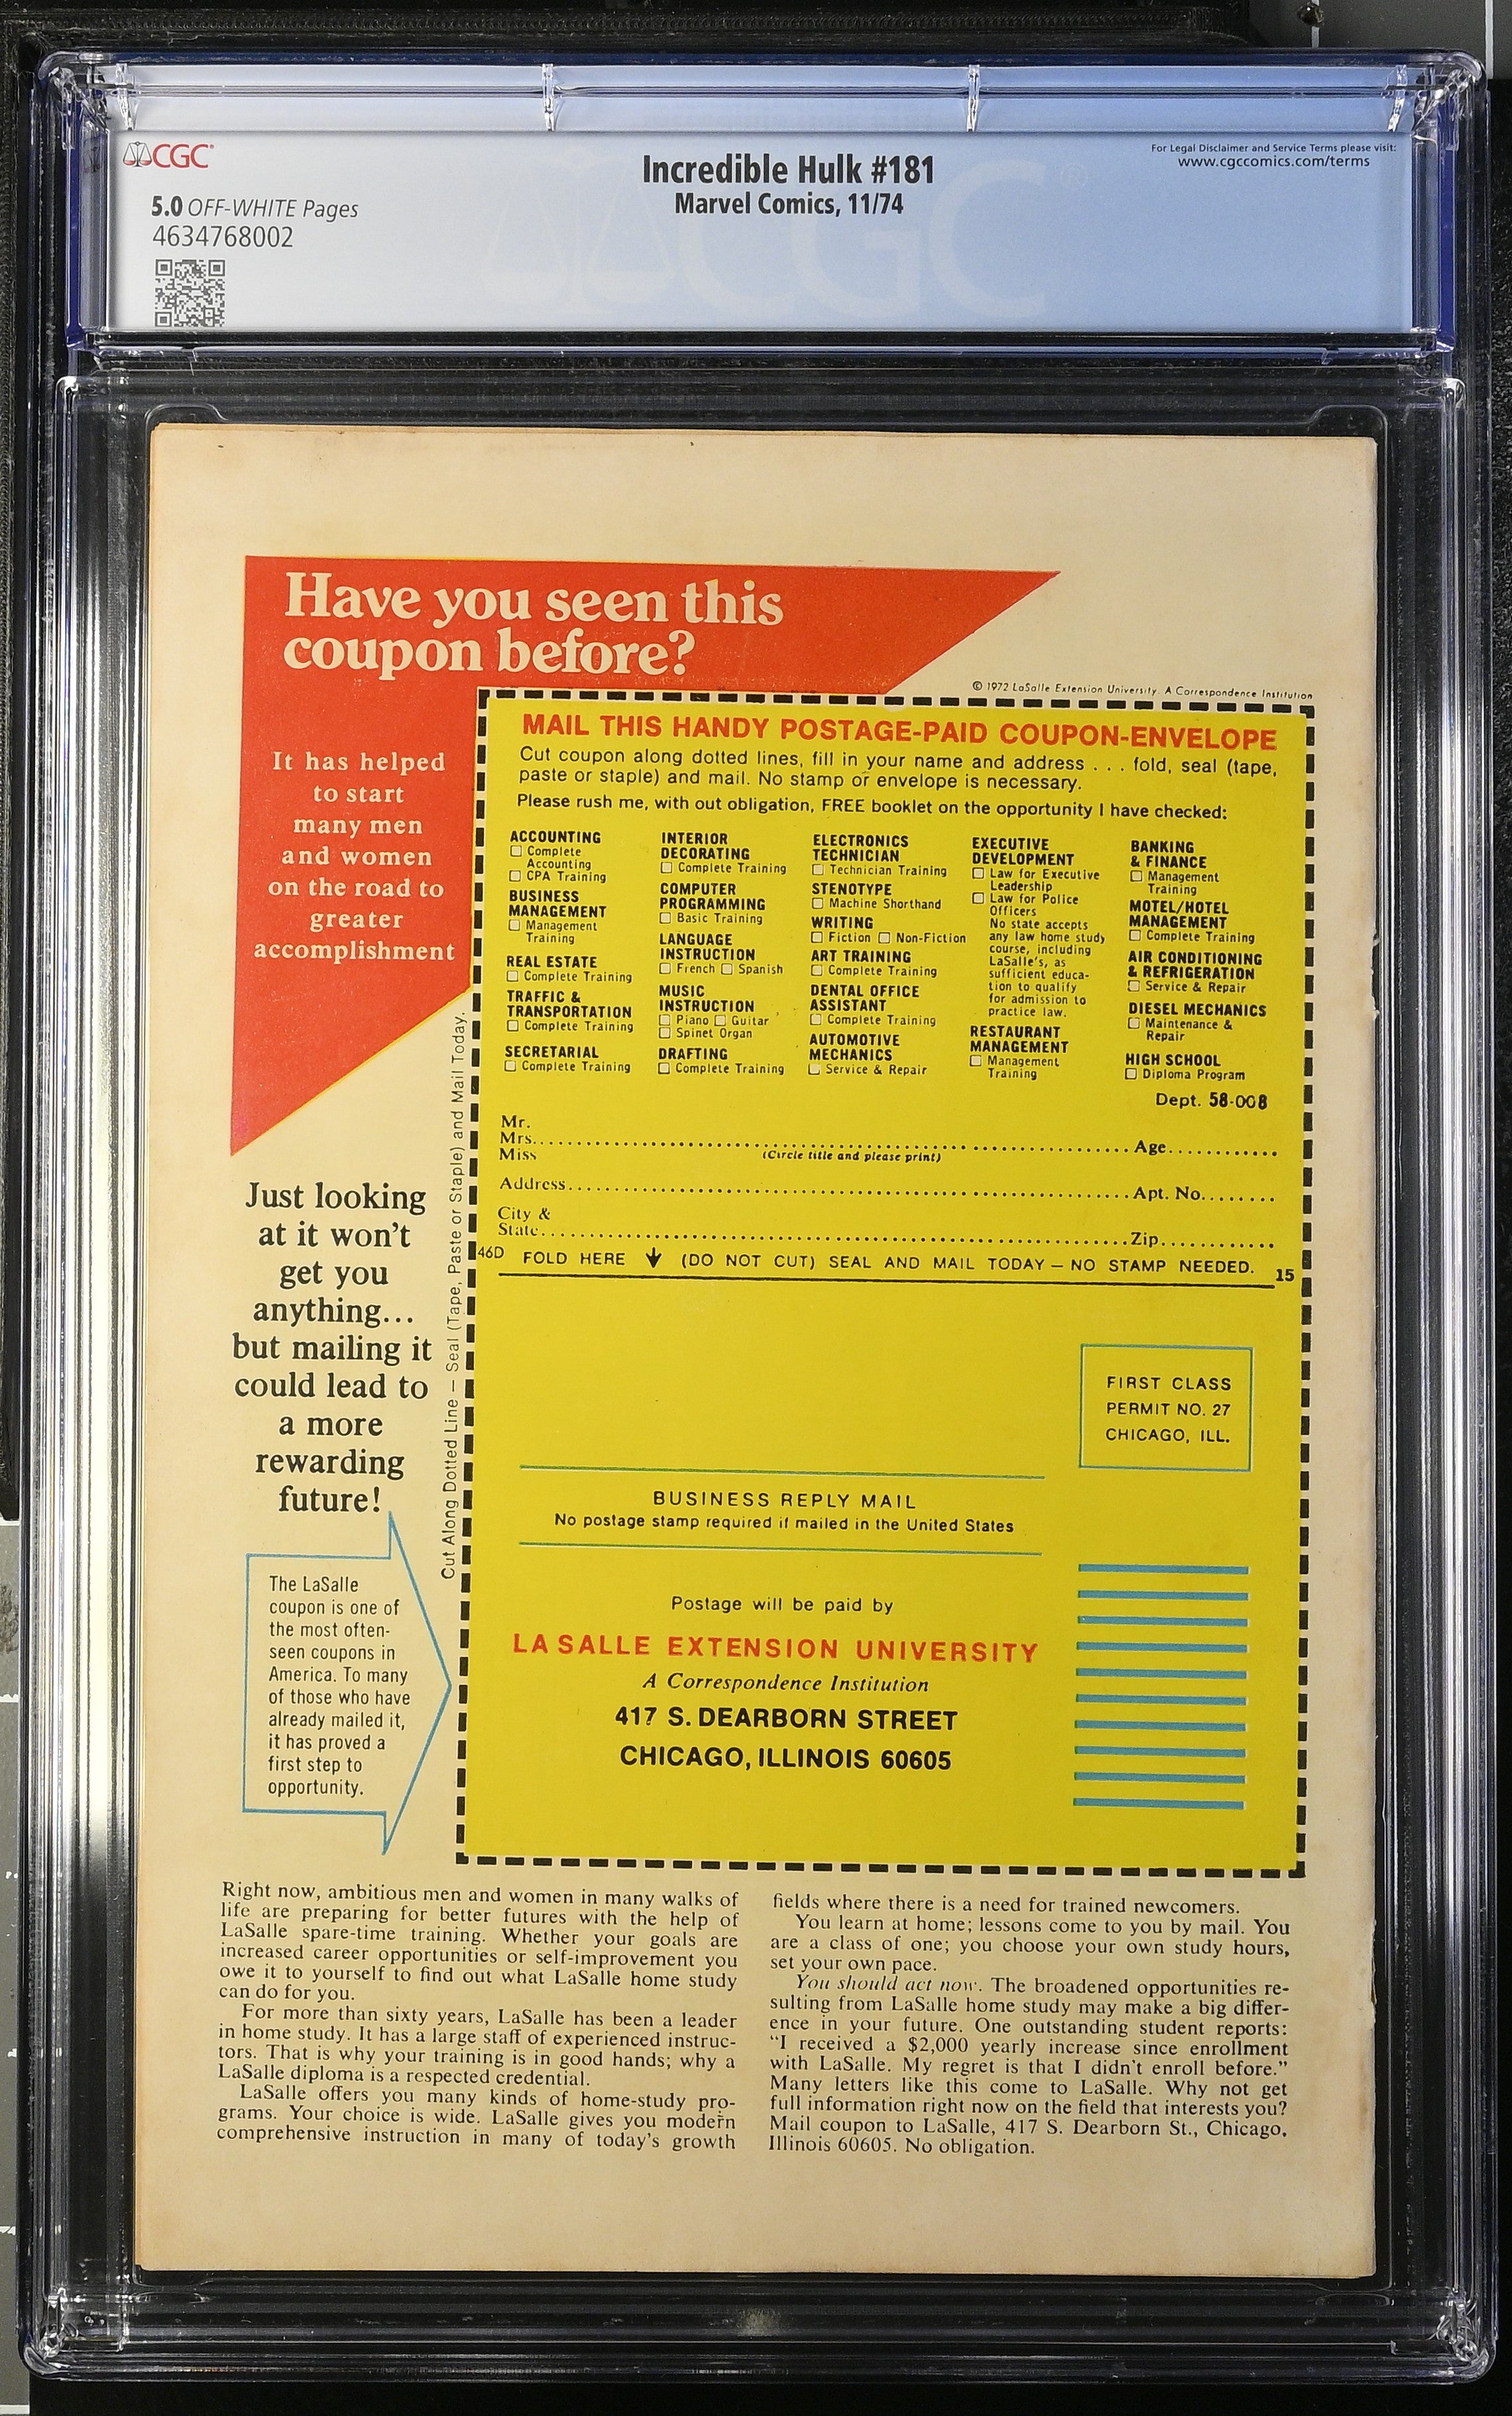 CGC
Incredible Hulk #181
Marvel Comics, 11/74
For Legal Disclaimer and Service Terms please visit:
www.cgccomics.com/terms
5.0 OFF-WHITE Pages
4634768002
CGC®
Have you seen this
coupon before?
© 1972 LaSalle Extension University A Correspondence Institution
It has helped
to start
many men
and women
on the road to
greater
accomplishment
MAIL THIS HANDY POSTAGE-PAID COUPON-ENVELOPE
Cut coupon along dotted lines, fill in your name and address . . . fold, seal (tape,
paste or staple) and mail. No stamp or envelope is necessary.
Please rush me, with out obligation, FREE booklet on the opportunity I have checked:
ACCOUNTING
Complete
Accounting
CPA Training
BUSINESS
MANAGEMENT
Management
Training
REAL ESTATE
Complete Training
TRAFFIC &
TRANSPORTATION
Complete Training
SECRETARIAL
Complete Training
INTERIOR
DECORATING
Complete Training
COMPUTER
PROGRAMMING
Basic Training
LANGUAGE
INSTRUCTION
French Spanish
MUSIC
INSTRUCTION
Piano Guitar
Spinet Organ
DRAFTING
Complete Training
ELECTRONICS
TECHNICIAN
Technician Training
STENOTYPE
Machine Shorthand
WRITING
Fiction Non-Fiction
ART TRAINING
Complete Training
DENTAL OFFICE
ASSISTANT
Complete Training
AUTOMOTIVE
MECHANICS
Service & Repair
EXECUTIVE
DEVELOPMENT
Law for Executive
Leadership
Law for Police
Officers
No state accepts
any law home study
course, including
LaSalle's, as
sufficient educa-
tion to qualify
for admission to
practice law.
RESTAURANT
MANAGEMENT
Management
Training
BANKING
& FINANCE
Management
Training
MOTEL/HOTEL
MANAGEMENT
Complete Training
AIR CONDITIONING
& REFRIGERATION
Service & Repair
DIESEL MECHANICS
Maintenance &
Repair
HIGH SCHOOL
Diploma Program
Dept. 58-008
Mr.
Mrs. Age
Miss (Circle title and please print)
Address Apt. No.
City &
State Zip
46D FOLD HERE (DO NOT CUT) SEAL AND MAIL TODAY — NO STAMP NEEDED. 15
Cut Along Dotted Line — Seal (Tape, Paste or Staple) and Mail Today.
Just looking
at it won't
get you
anything...
but mailing it
could lead to
a more
rewarding
future!
FIRST CLASS
PERMIT NO. 27
CHICAGO, ILL.
BUSINESS REPLY MAIL
No postage stamp required if mailed in the United States
Postage will be paid by
LA SALLE EXTENSION UNIVERSITY
A Correspondence Institution
417 S. DEARBORN STREET
CHICAGO, ILLINOIS 60605
The LaSalle
coupon is one of
the most often-
seen coupons in
America. To many
of those who have
already mailed it,
it has proved a
first step to
opportunity.
Right now, ambitious men and women in many walks of
life are preparing for better futures with the help of
LaSalle spare-time training. Whether your goals are
increased career opportunities or self-improvement you
owe it to yourself to find out what LaSalle home study
can do for you.
For more than sixty years, LaSalle has been a leader
in home study. It has a large staff of experienced instruc-
tors. That is why your training is in good hands; why a
LaSalle diploma is a respected credential.
LaSalle offers you many kinds of home-study pro-
grams. Your choice is wide. LaSalle gives you modern
comprehensive instruction in many of today's growth
fields where there is a need for trained newcomers.
You learn at home; lessons come to you by mail. You
are a class of one; you choose your own study hours,
set your own pace.
You should act now. The broadened opportunities re-
sulting from LaSalle home study may make a big differ-
ence in your future. One outstanding student reports:
"I received a $2,000 yearly increase since enrollment
with LaSalle. My regret is that I didn't enroll before."
Many letters like this come to LaSalle. Why not get
full information right now on the field that interests you?
Mail coupon to LaSalle, 417 S. Dearborn St., Chicago,
Illinois 60605. No obligation.